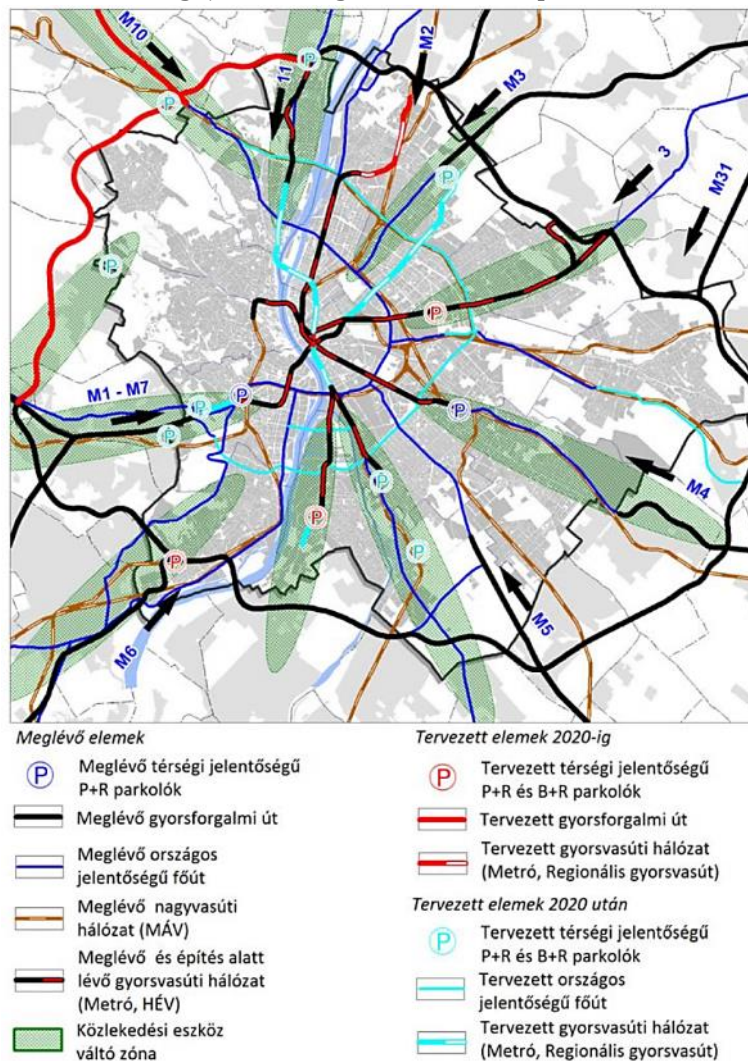 M10
11
M2
M3
3
M31
P
P
P
P
P
M1 - M7
P
P
P
P
M4
P
P
P
P
M6
M5
Meglévő elemek
P Meglévő térségi jelentőségű
P+R parkolók
Meglévő gyorsforgalmi út
Meglévő országos
jelentőségű főút
Meglévő nagyvasúti
hálózat (MÁV)
Meglévő és építés alatt
lévő gyorsvasúti hálózat
(Metró, HÉV)
Közlekedési eszköz
váltó zóna
Tervezett elemek 2020-ig
P Tervezett térségi jelentőségű
P+R és B+R parkolók
Tervezett gyorsforgalmi út
Tervezett gyorsvasúti hálózat
(Metró, Regionális gyorsvasút)
Tervezett elemek 2020 után
P Tervezett térségi jelentőségű
P+R és B+R parkolók
Tervezett országos
jelentőségű főút
Tervezett gyorsvasúti hálózat
(Metró, Regionális gyorsvasút)